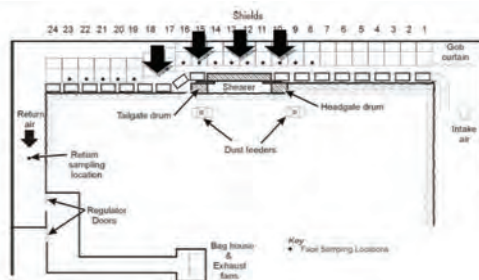 Shields
24 23 22 21 20 19 18 17 16 15 14 13 12 11 10 9 8 7 6 5 4 3 2 1
Gob
curtain
Shearer
Tailgate drum
Headgate drum
Return
air
Intake
air
Dust feeders
Return
sampling
location
Regulator
Doors
Bag house
&
Exhaust
fans
Key
Face Sampling Locations